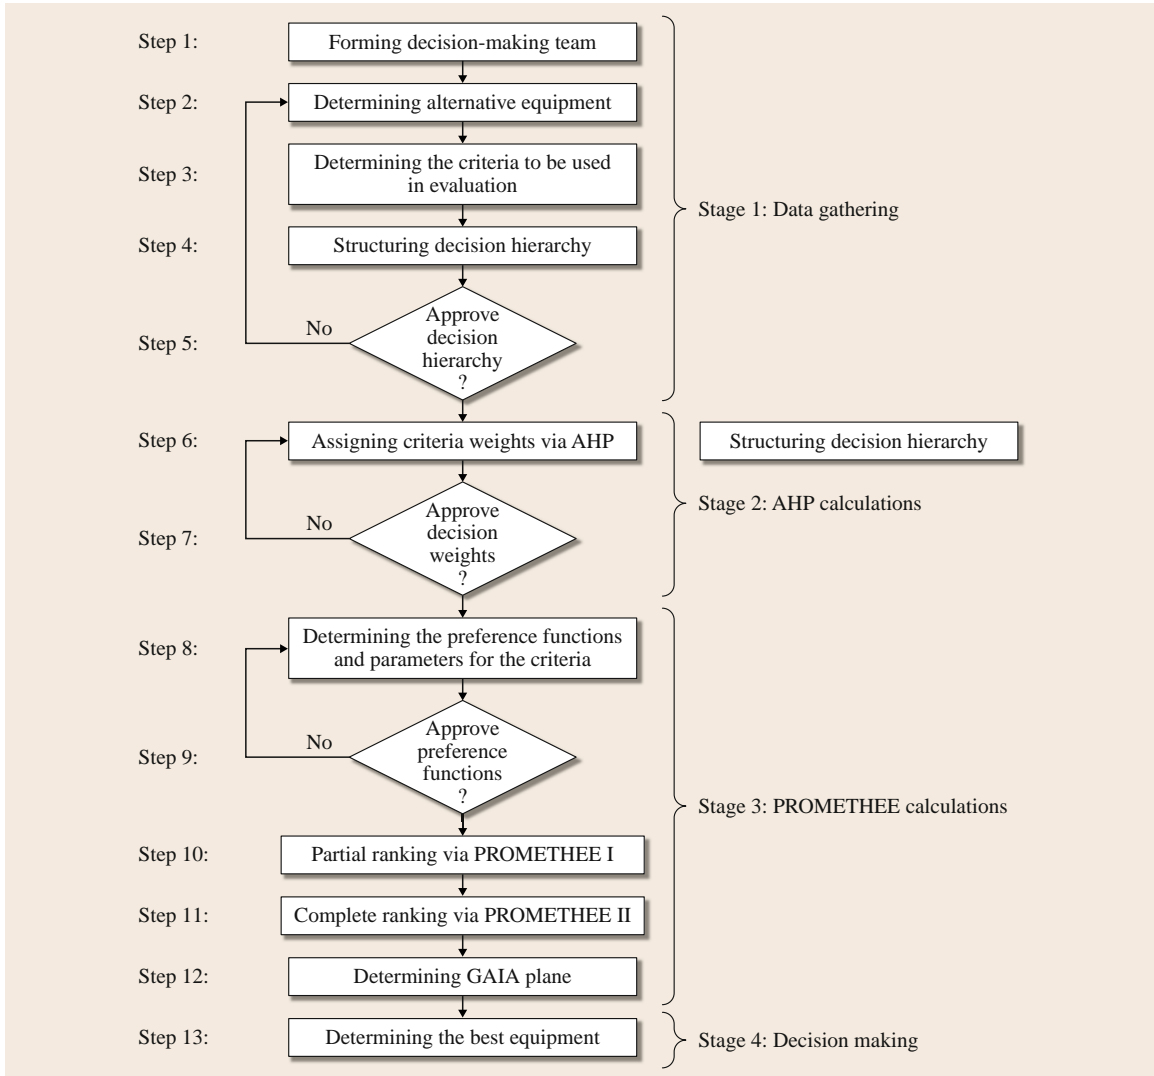 Step 1:
Forming decision-making team
Step 2:
Determining alternative equipment
Step 3:
Determining the criteria to be used
in evaluation
Stage 1: Data gathering
Step 4:
Structuring decision hierarchy
Step 5:
No
Approve
decision
hierarchy
?
Step 6:
Assigning criteria weights via AHP
Structuring decision hierarchy
Stage 2: AHP calculations
Step 7:
No
Approve
decision
weights
?
Step 8:
Determining the preference functions
and parameters for the criteria
Step 9:
No
Approve
preference
functions
?
Stage 3: PROMETHEE calculations
Step 10:
Partial ranking via PROMETHEE I
Step 11:
Complete ranking via PROMETHEE II
Step 12:
Determining GAIA plane
Step 13:
Determining the best equipment
Stage 4: Decision making